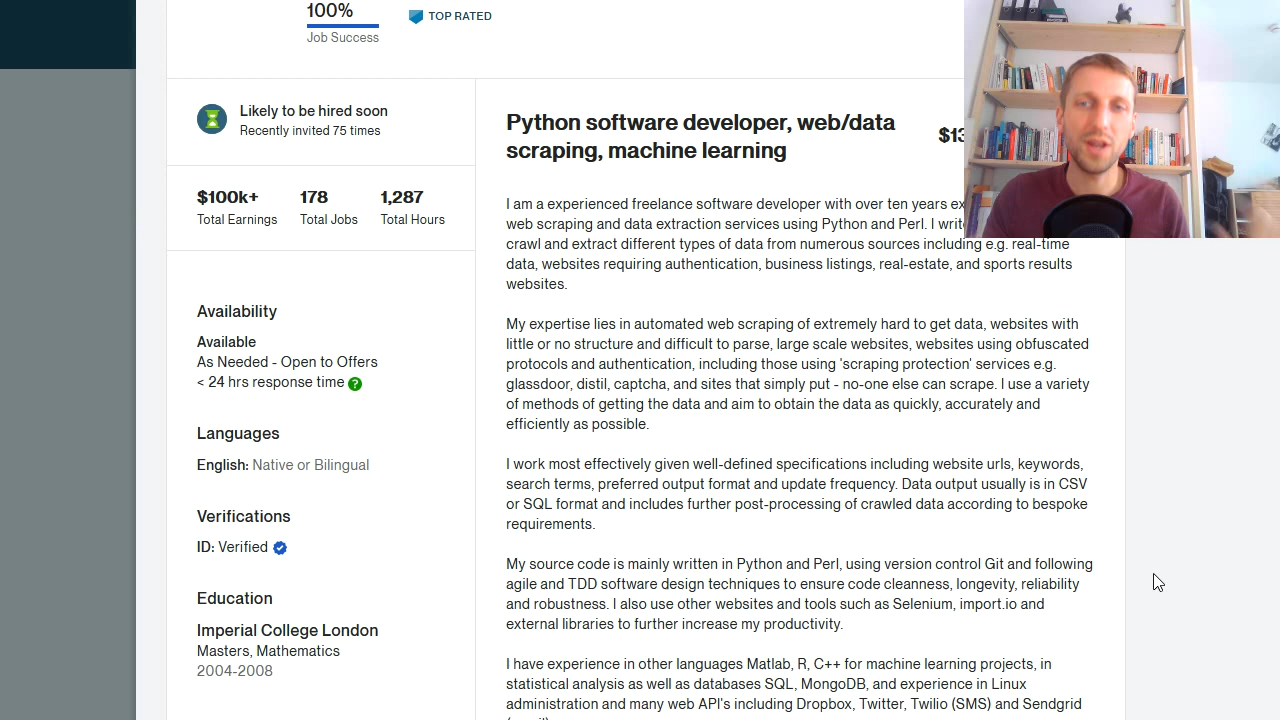 100%
TOP RATED
Job Success
Likely to be hired soon
Recently invited 75 times
$100k+
178
1,287
Total Earnings
Total Jobs
Total Hours
Availability
Available
As Needed - Open to Offers
< 24 hrs response time ?
Languages
English: Native or Bilingual
Verifications
ID: Verified
Education
Imperial College London
Masters, Mathematics
2004-2008
Python software developer, web/data
scraping, machine learning
I am a experienced freelance software developer with over ten years
web scraping and data extraction services using Python and Perl. I
crawl and extract different types of data from numerous sources including e.g. real-time
data, websites requiring authentication, business listings, real-estate, and sports results
websites.
My expertise lies in automated web scraping of extremely hard to get data, websites with
little or no structure and difficult to parse, large scale websites, websites using obfuscated
protocols and authentication, including those using 'scraping protection' services e.g.
glassdoor, distil, captcha, and sites that simply put - no-one else can scrape. I use a variety
of methods of getting the data and aim to obtain the data as quickly, accurately and
efficiently as possible.
I work most effectively given well-defined specifications including website urls, keywords,
search terms, preferred output format and update frequency. Data output usually is in CSV
or SQL format and includes further post-processing of crawled data according to bespoke
requirements.
My source code is mainly written in Python and Perl, using version control Git and following
agile and TDD software design techniques to ensure code cleanness, longevity, reliability
and robustness. I also use other websites and tools such as Selenium, import.io and
external libraries to further increase my productivity.
I have experience in other languages Matlab, R, C++ for machine learning projects, in
statistical analysis as well as databases SQL, MongoDB, and experience in Linux
administration and many web API's including Dropbox, Twitter, Twilio (SMS) and Sendgrid